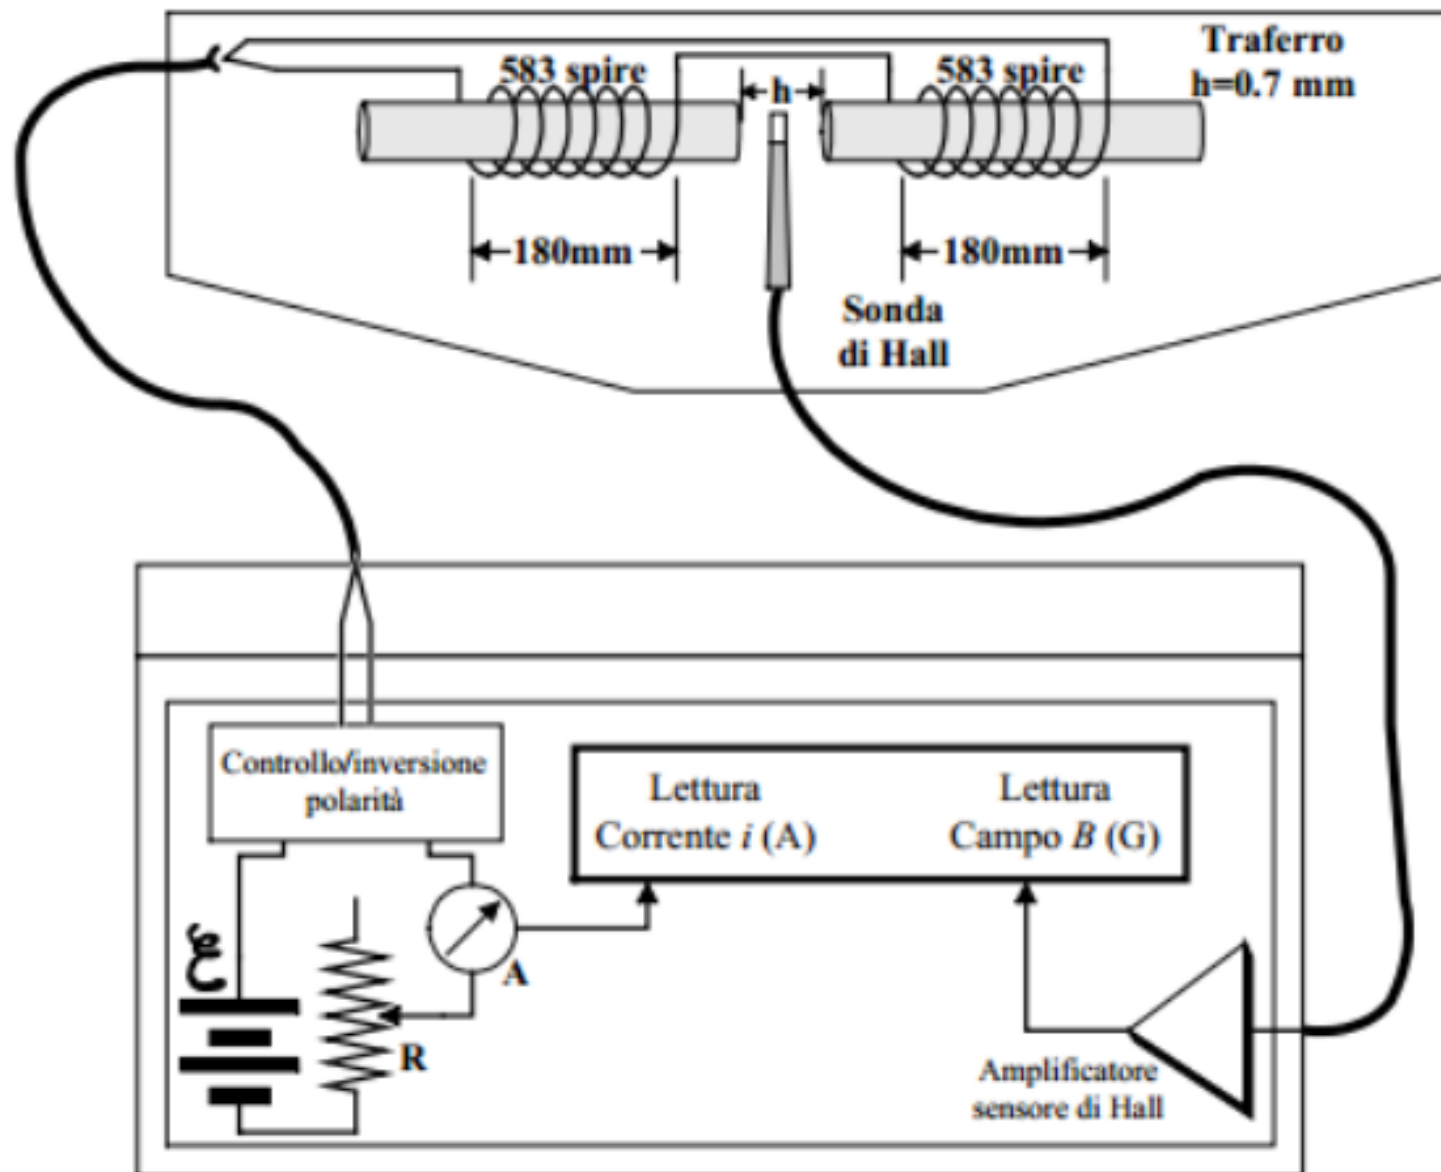 Traferro
h=0.7 mm
583 spire
583 spire
h
180mm
180mm
Sonda
di Hall
Controllo/inversione
polarità
Lettura
Corrente i (A)
Lettura
Campo B (G)
ℰ
A
R
Amplificatore
sensore di Hall